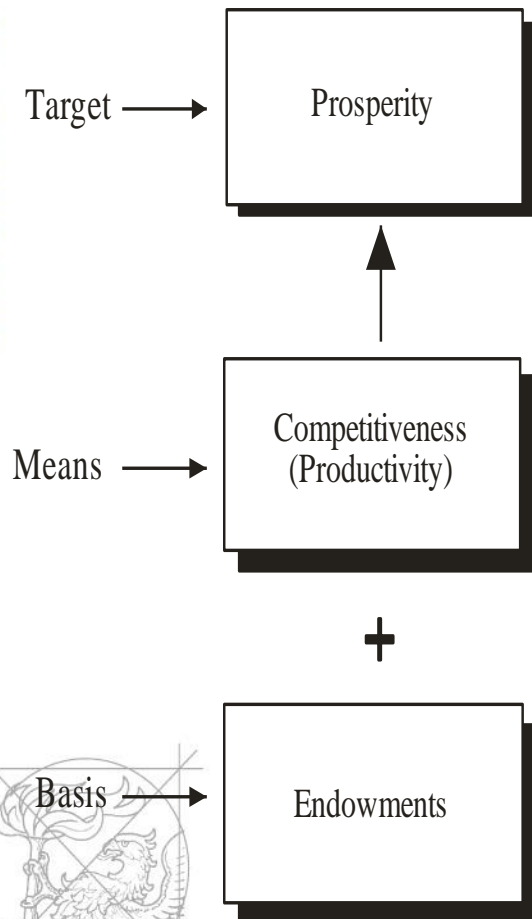 Target
Prosperity
Competitiveness
Means
(Productivity)
+
Basis
Endowments